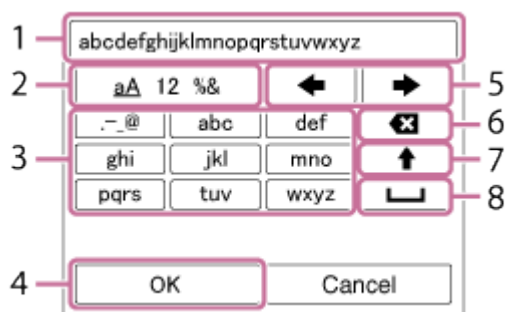 1
abcdefghijklmnopqrstuvwxyz
2
aA 12 %&
5
3
.-_@ abc def
6
ghi jkl mno
7
pqrs tuv wxyz
8
4
OK Cancel